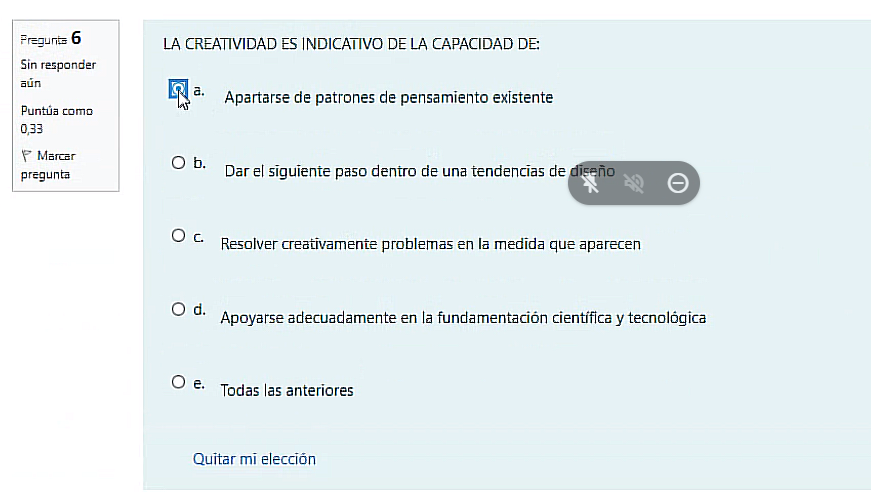 Pregunta 6
Sin responder
aún
Puntúa como
0,33
Marcar
pregunta
LA CREATIVIDAD ES INDICATIVO DE LA CAPACIDAD DE:
a. Apartarse de patrones de pensamiento existente
b. Dar el siguiente paso dentro de una tendencias de diseño
c. Resolver creativamente problemas en la medida que aparecen
d. Apoyarse adecuadamente en la fundamentación científica y tecnológica
e. Todas las anteriores
Quitar mi elección